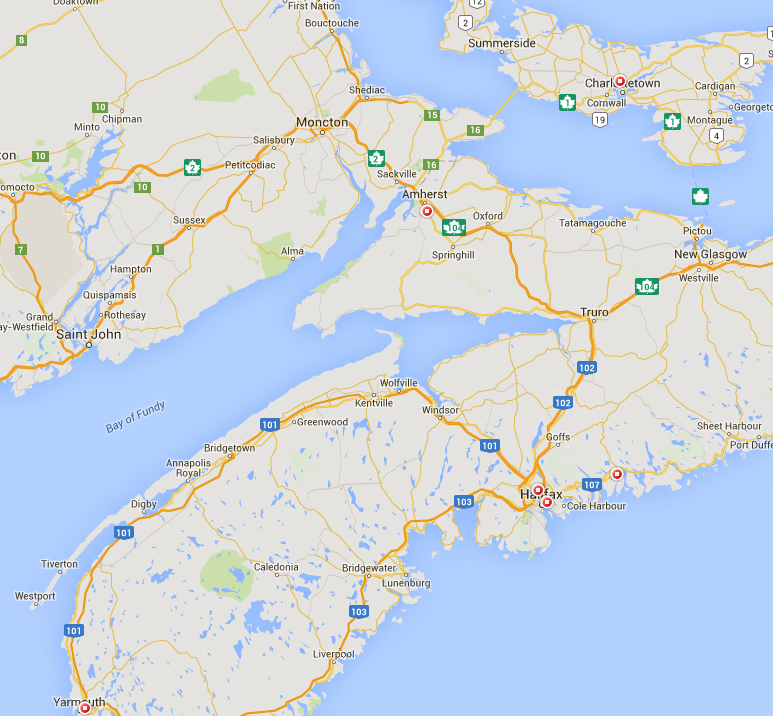 Doaktown
First Nation
Bouctouche
12
2
Summerside
8
2
Charlottetown
Cornwall
1
19
Cardigan
Georgeto
Montague
1
4
Shediac
10
Chipman
Minto
15
Moncton
16
ton
10
Salisbury
2
16
Petitcodiac
2
Sackville
10
omocto
Amherst
104
Oxford
Tatamagouche
Pictou
Sussex
7
1
Alma
Springhill
New Glasgow
Westville
Hampton
104
Quispamsis
Rothesay
Grand
ay-Westfield
Saint John
Truro
102
Wolfville
Kentville
Windsor
102
Bay of Fundy
101
Greenwood
Goffs
Sheet Harbour
Port Duffe
101
Bridgetown
Annapolis
Royal
107
Halifax
Cole Harbour
103
Digby
101
Tiverton
Caledonia
Bridgewater
Lunenburg
Westport
103
101
Liverpool
Yarmouth